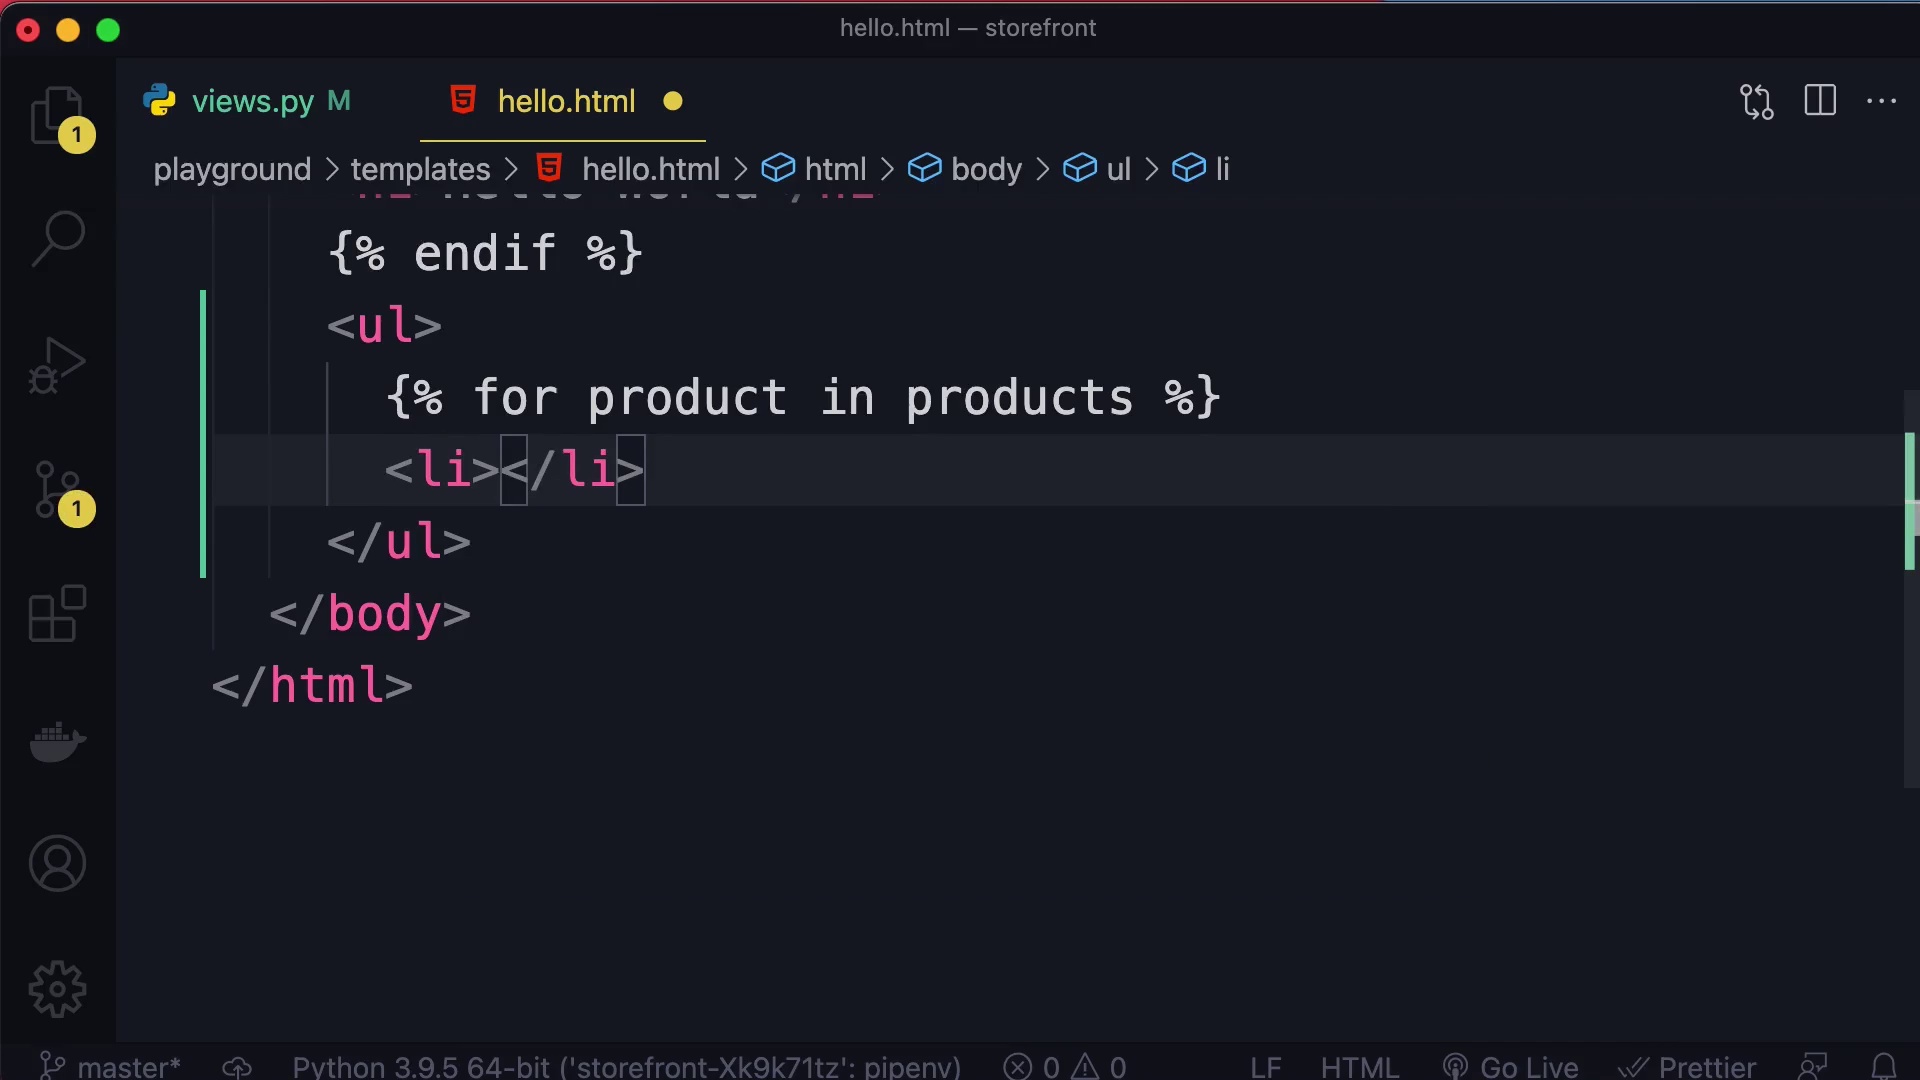 hello.html — storefront
views.py M
hello.html
playground > templates > hello.html > html > body > ul > li
{% endif %}
<ul>
{% for product in products %}
<li></li>
</ul>
</body>
</html>
1
1
master*
Python 3.9.5 64-bit ('storefront-Xk9k71tz': pipenv)
0
0
LF
HTML
Go Live
Prettier